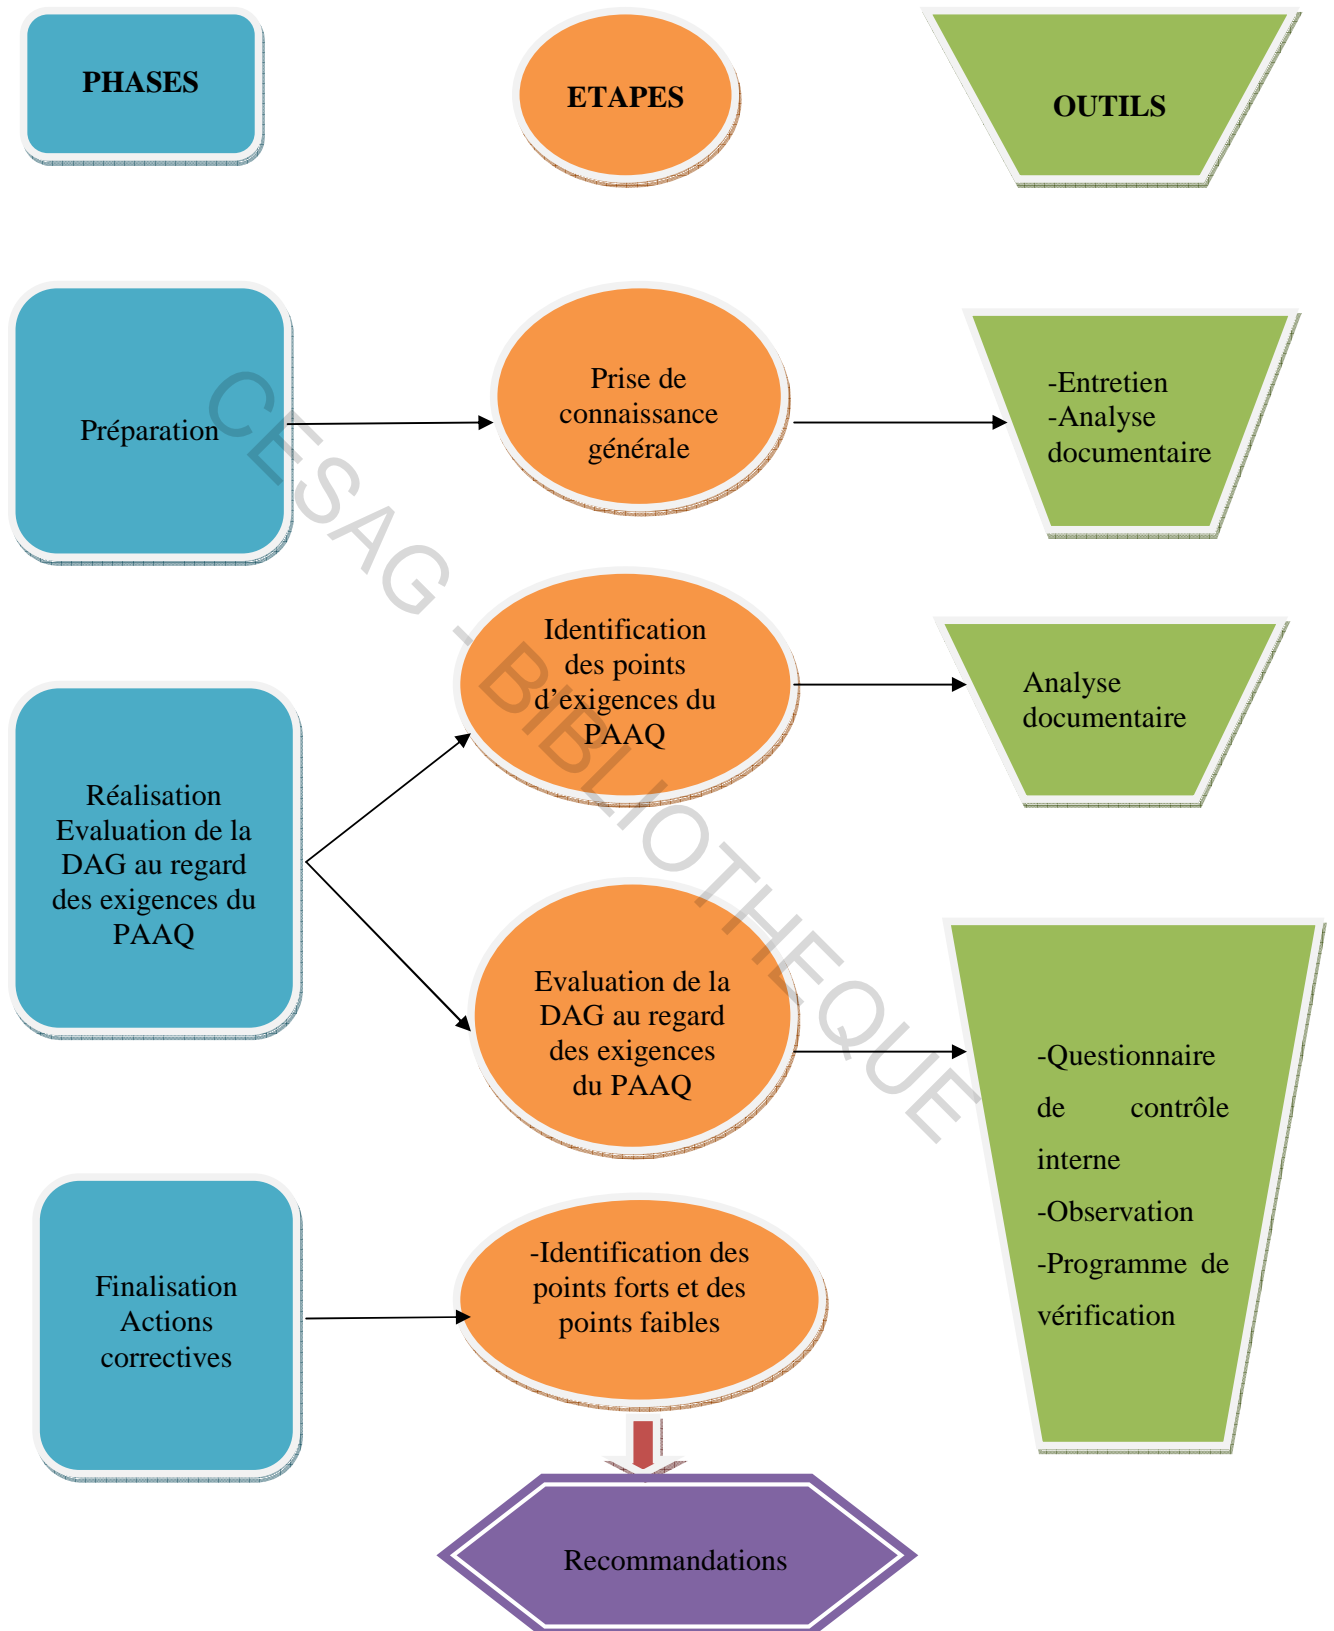 PHASES
ETAPES
OUTILS
Préparation
Prise de
connaissance
générale
-Entretien
-Analyse
documentaire
Identification
des points
d'exigences du
PAAQ
Analyse
documentaire
Réalisation
Evaluation de la
DAG au regard
des exigences du
PAAQ
Evaluation de la
DAG au regard
des exigences
du PAAQ
-Questionnaire
de contrôle
interne
-Observation
-Programme de
vérification
Finalisation
Actions
correctives
-Identification des
points forts et des
points faibles
Recommandations
CESAG - BIBLIOTHEQUE